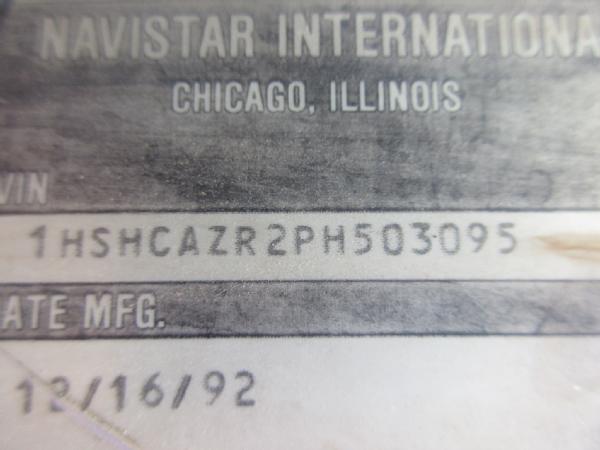 NAVISTAR INTERNATIONA
CHICAGO, ILLINOIS
VIN
1HSHCAZR2PH503095
ATE MFG.
12/16/92